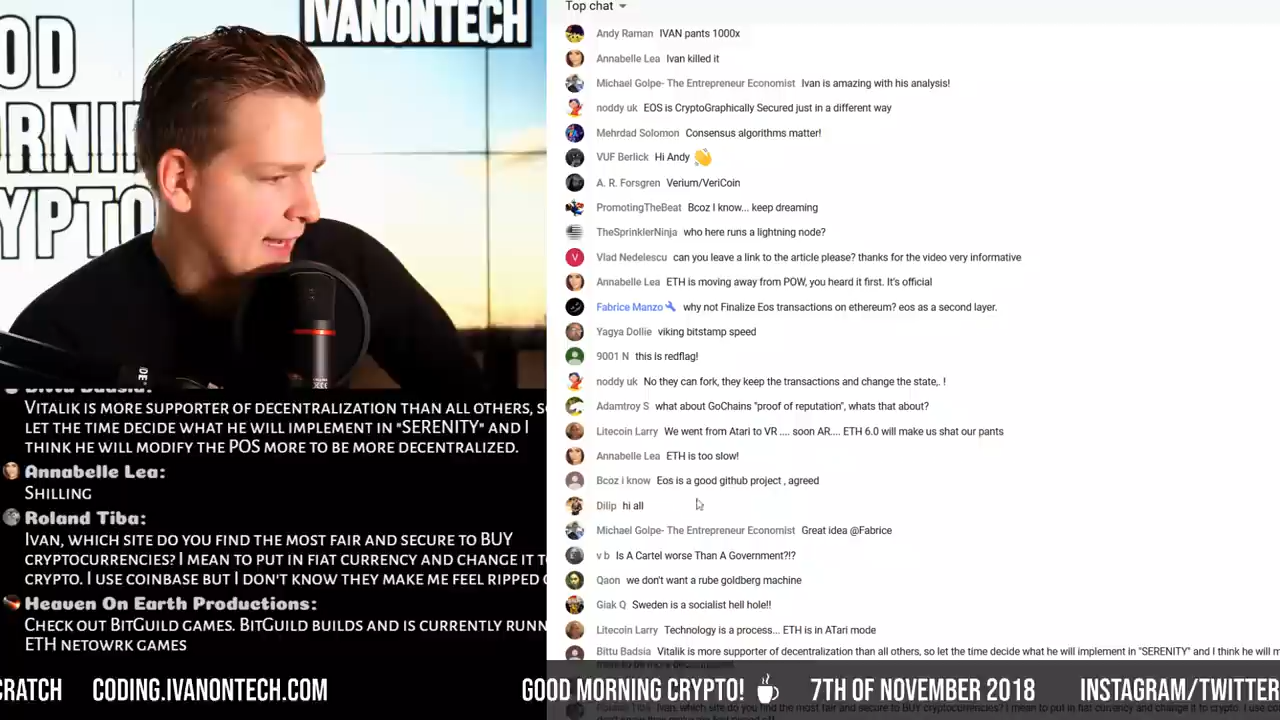 IVANONTECH
OD
RNIN
YPTO
Top chat
Andy Raman IVAN pants 1000x
Annabelle Lea Ivan killed it
Michael Golpe- The Entrepreneur Economist Ivan is amazing with his analysis!
noddy uk EOS is CryptoGraphically Secured just in a different way
Mehrdad Solomon Consensus algorithms matter!
VUF Berlick Hi Andy 👋
A. R. Forsgren Verium/VeriCoin
PromotingTheBeat Bcoz I know... keep dreaming
TheSprinklerNinja who here runs a lightning node?
V Vlad Nedelescu can you leave a link to the article please? thanks for the video very informative
Annabelle Lea ETH is moving away from POW, you heard it first. It's official
Fabrice Manzo why not Finalize Eos transactions on ethereum? eos as a second layer.
Yagya Dollie viking bitstamp speed
9001 N this is redflag!
noddy uk No they can fork, they keep the transactions and change the state,. !
Adamtroy S what about GoChains "proof of reputation", whats that about?
Litecoin Larry We went from Atari to VR .... soon AR.... ETH 6.0 will make us shat our pants
Annabelle Lea ETH is too slow!
Bcoz i know Eos is a good github project , agreed
Dilip hi all
Michael Golpe- The Entrepreneur Economist Great idea @Fabrice
v b Is A Cartel worse Than A Government?!?
Qaon we don't want a rube goldberg machine
Giak Q Sweden is a socialist hell hole!!
Litecoin Larry Technology is a process... ETH is in ATari mode
Bittu Badsia Vitalik is more supporter of decentralization than all others, so let the time decide what he will implement in "SERENITY" and I think he will m
Bittu Badsia:
Vitalik is more supporter of decentralization than all others, so
let the time decide what he will implement in "SERENITY" and I
think he will modify the POS more to be more decentralized.
Annabelle Lea:
Shilling
Roland Tiba:
Ivan, which site do you find the most fair and secure to BUY
cryptocurrencies? I mean to put in fiat currency and change it t
crypto. I use coinbase but I don't know they make me feel ripped
Heaven On Earth Productions:
Check out BitGuild games. BitGuild builds and is currently runn
ETH netowrk games
CRATCH CODING.IVANONTECH.COM GOOD MORNING CRYPTO! 7TH OF NOVEMBER 2018 INSTAGRAM/TWITTER